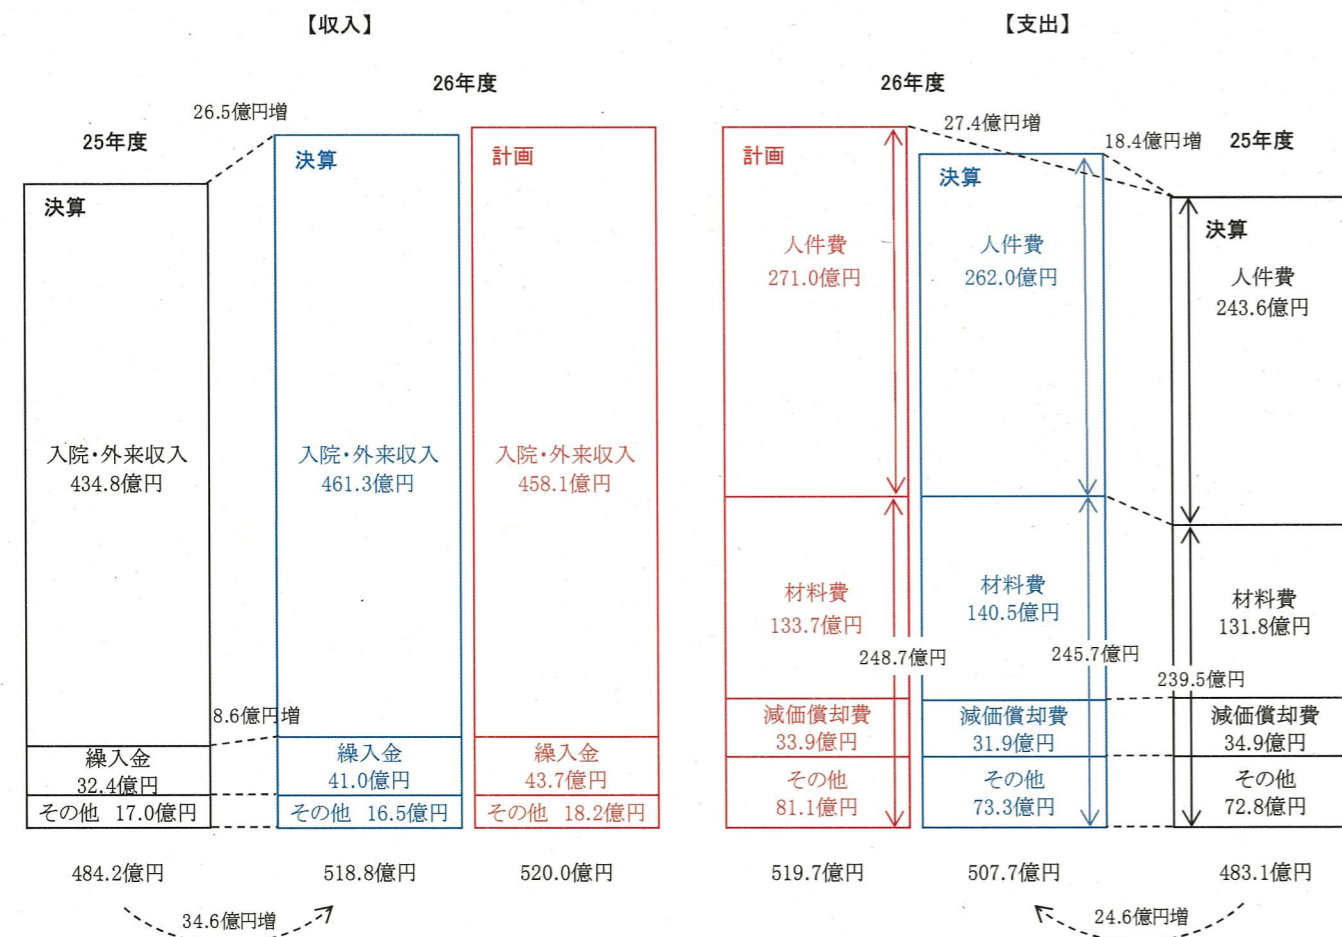 【収入】
26年度
26.5億円増
25年度
決算
入院・外来収入
434.8億円
8.6億円増
繰入金
32.4億円
その他 17.0億円
484.2億円
決算
入院・外来収入
461.3億円
繰入金
41.0億円
その他 16.5億円
518.8億円
計画
入院・外来収入
458.1億円
繰入金
43.7億円
その他 18.2億円
520.0億円
34.6億円増
【支出】
26年度
27.4億円増
18.4億円増
25年度
計画
人件費
271.0億円
材料費
133.7億円
248.7億円
減価償却費
33.9億円
その他
81.1億円
519.7億円
決算
人件費
262.0億円
材料費
140.5億円
245.7億円
減価償却費
31.9億円
その他
73.3億円
507.7億円
決算
人件費
243.6億円
材料費
131.8億円
239.5億円
減価償却費
34.9億円
その他
72.8億円
483.1億円
24.6億円増